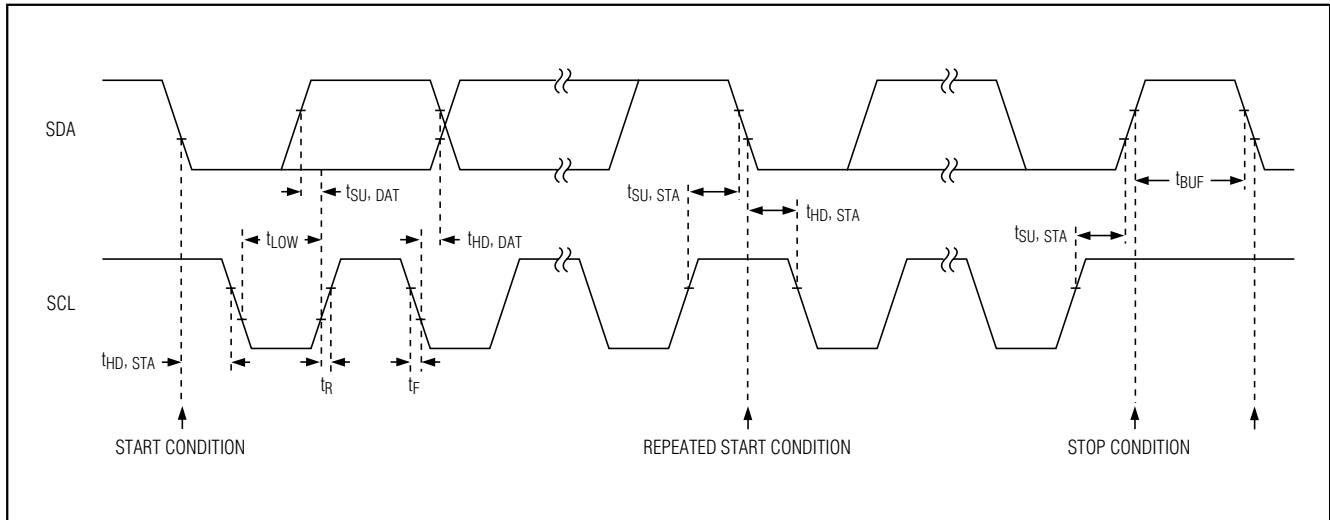 SDA
tSU, DAT
tSU, STA
tBUF
tHD, STA
tLOW
tHD, DAT
tSU, STA
SCL
tHD, STA
tR
tF
START CONDITION
REPEATED START CONDITION
STOP CONDITION